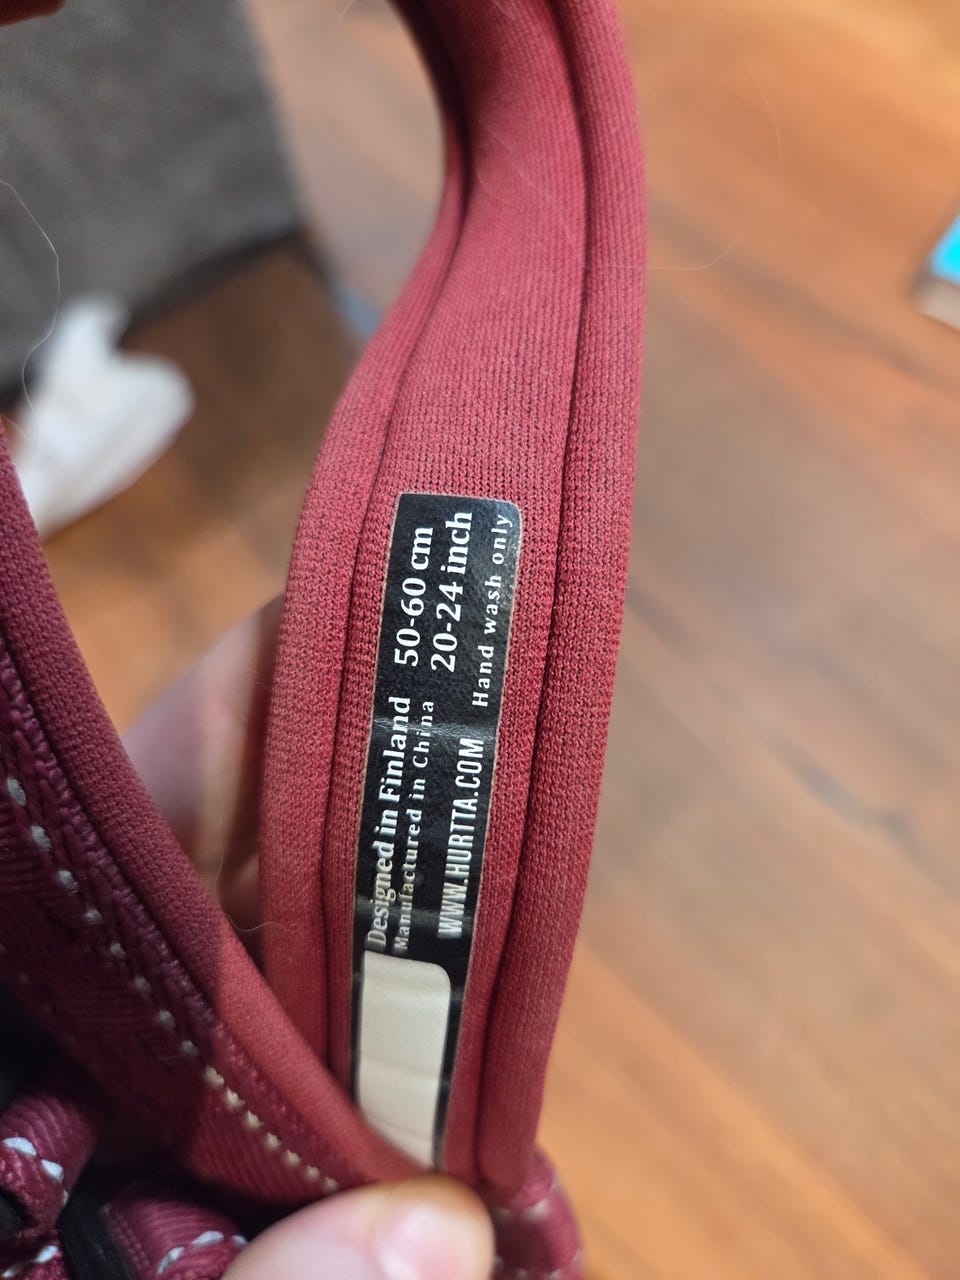 Designed in Finland
Manufactured in China
WWW.HURTTA.COM
50-60 cm
20-24 inch
Hand wash only